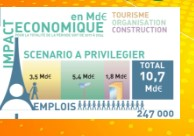 en Md€
TOURISME
ORGANISATION
CONSTRUCTION
IMPACT
ECONOMIQUE
SCENARIO A PRIVILEGIER
3,5 Md€
5,4 Md€
1,8 Md€
TOTAL
10,7
Md€
EMPLOIS
247 000